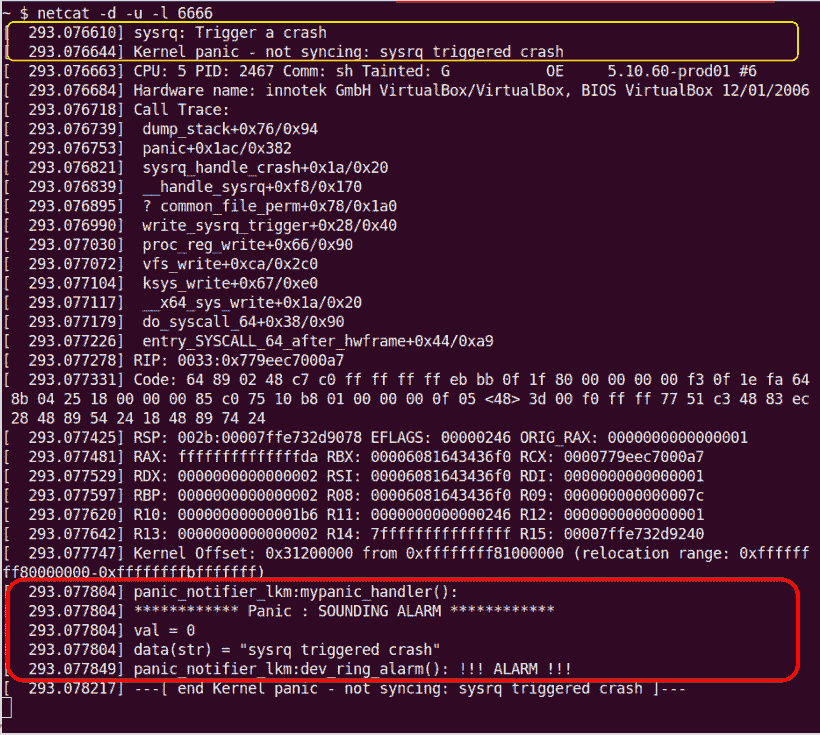 ~ $ netcat -d -u -l 6666
[  293.076610] sysrq: Trigger a crash
[  293.076644] Kernel panic - not syncing: sysrq triggered crash
[  293.076663] CPU: 5 PID: 2467 Comm: sh Tainted: G           OE     5.10.60-prod01 #6
[  293.076684] Hardware name: innotek GmbH VirtualBox/VirtualBox, BIOS VirtualBox 12/01/2006
[  293.076718] Call Trace:
[  293.076729]  dump_stack+0x76/0x94
[  293.076753]  panic+0x1ac/0x382
[  293.076821]  sysrq_handle_crash+0x1a/0x20
[  293.076839]  __handle_sysrq+0xf8/0x170
[  293.076895]  ? common_file_perm+0x78/0x1a0
[  293.076990]  write_sysrq_trigger+0x28/0x40
[  293.077030]  proc_reg_write+0x66/0x90
[  293.077072]  vfs_write+0xca/0x2c0
[  293.077104]  ksys_write+0x67/0xe0
[  293.077117]  __x64_sys_write+0x1a/0x20
[  293.077179]  do_syscall_64+0x38/0x90
[  293.077226]  entry_SYSCALL_64_after_hwframe+0x44/0xa9
[  293.077278] RIP: 0033:0x779eec7000a7
[  293.077331] Code: 64 89 02 48 c7 c0 ff ff ff ff eb bb 0f 1f 80 00 00 00 00 f3 0f 1e fa 64
8b 04 25 18 00 00 00 85 c0 75 10 b8 01 00 00 00 0f 05 <48> 3d 00 f0 ff ff 77 51 c3 48 83 ec
28 48 89 54 24 18 48 89 74 24
[  293.077425] RSP: 002b:00007ffe732d9078 EFLAGS: 00000246 ORIG_RAX: 0000000000000001
[  293.077481] RAX: ffffffffffffffda RBX: 00006081643436f0 RCX: 0000779eec7000a7
[  293.077529] RDX: 0000000000000002 RSI: 000006081643436f0 RDI: 0000000000000001
[  293.077597] RBP: 0000000000000002 R08: 000006081643436f0 R09: 000000000000007c
[  293.077620] R10: 00000000000001b6 R11: 0000000000000246 R12: 0000000000000001
[  293.077642] R13: 0000000000000002 R14: 7fffffffffffffff R15: 00007ffe732d9240
[  293.077747] Kernel Offset: 0x31200000 from 0xffffffff81000000 (relocation range: 0xffffff
ff80000000-0xffffffffbfffffff)
[  293.077804] panic_notifier_lkm:mypanic_handler():
[  293.077804] ************ Panic : SOUNDING ALARM ************
[  293.077804] val = 0
[  293.077804] data(str) = "sysrq triggered crash"
[  293.077849] panic_notifier_lkm:dev_ring_alarm(): !!! ALARM !!!
[  293.078217] ---[ end Kernel panic - not syncing: sysrq triggered crash ]---